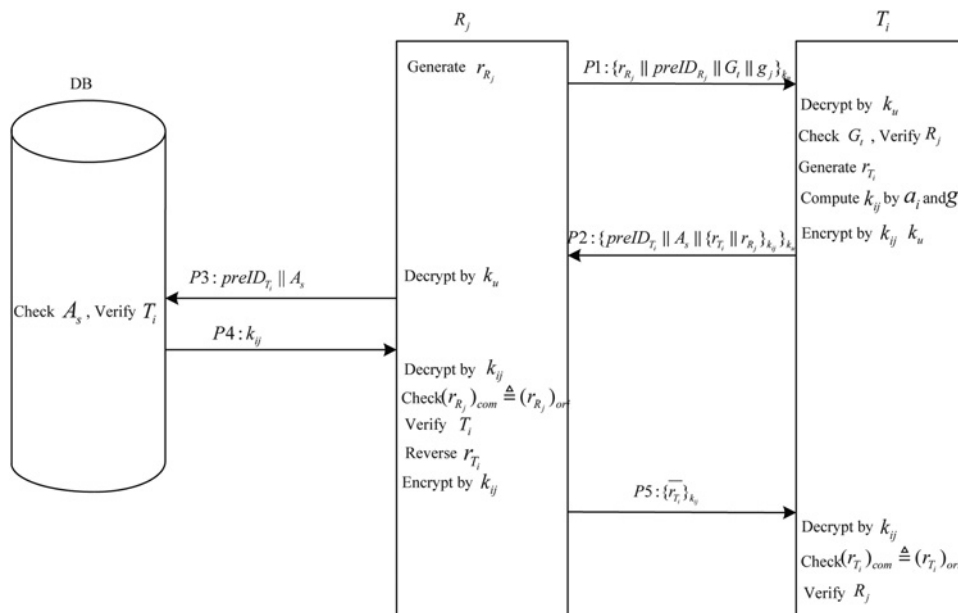 R_j
T_i
DB
Generate r_{R_j}
P1:{r_{R_j} || preID_{R_j} || G_t || g_j}_k
Decrypt by k_u
Check G_t , Verify R_j
Generate r_{T_i}
Compute k_{ij} by a_i and g
Encrypt by k_{ij} k_u
P2:{preID_{T_i} || A_s || {r_{T_i} || r_{R_j}}_{k_{ij}}}_{k_u}
Decrypt by k_u
P3: preID_{T_i} || A_s
Check A_s , Verify T_i
P4: k_{ij}
Decrypt by k_{ij}
Check (r_{R_j})_{com} ≜ (r_{R_j})_{ori}
Verify T_i
Reverse r_{T_i}
Encrypt by k_{ij}
P5:{\overline{r_{T_i}}}_{k_{ij}}
Decrypt by k_{ij}
Check (r_{T_i})_{com} ≜ (r_{T_i})_{or}
Verify R_j